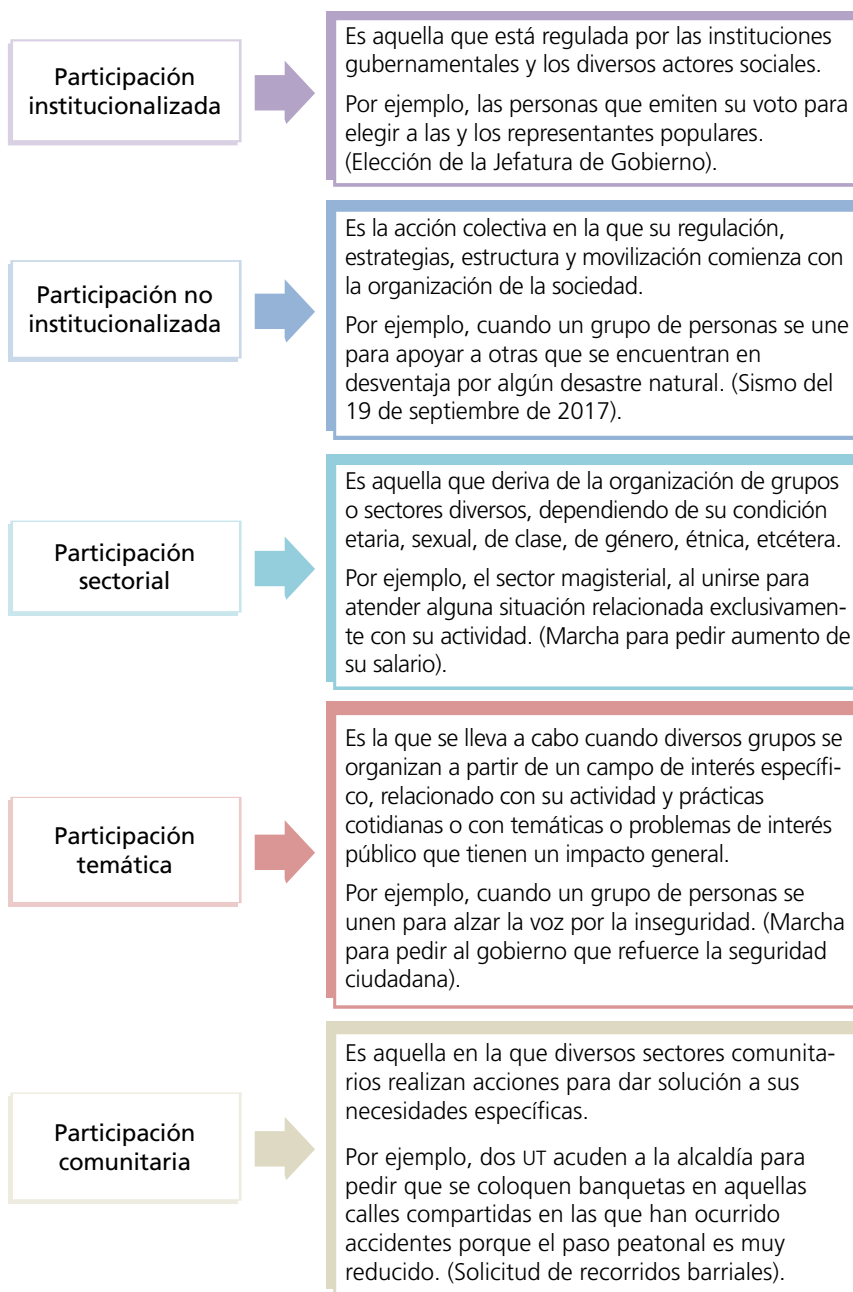 Participación
institucionalizada
Es aquella que está regulada por las instituciones
gubernamentales y los diversos actores sociales.
Por ejemplo, las personas que emiten su voto para
elegir a las y los representantes populares.
(Elección de la Jefatura de Gobierno).
Participación no
institucionalizada
Es la acción colectiva en la que su regulación,
estrategias, estructura y movilización comienza con
la organización de la sociedad.
Por ejemplo, cuando un grupo de personas se une
para apoyar a otras que se encuentran en
desventaja por algún desastre natural. (Sismo del
19 de septiembre de 2017).
Participación
sectorial
Es aquella que deriva de la organización de grupos
o sectores diversos, dependiendo de su condición
etaria, sexual, de clase, de género, étnica, etcétera.
Por ejemplo, el sector magisterial, al unirse para
atender alguna situación relacionada exclusivamen-
te con su actividad. (Marcha para pedir aumento de
su salario).
Participación
temática
Es la que se lleva a cabo cuando diversos grupos se
organizan a partir de un campo de interés específi-
co, relacionado con su actividad y prácticas
cotidianas o con temáticas o problemas de interés
público que tienen un impacto general.
Por ejemplo, cuando un grupo de personas se
unen para alzar la voz por la inseguridad. (Marcha
para pedir al gobierno que refuerce la seguridad
ciudadana).
Participación
comunitaria
Es aquella en la que diversos sectores comunita-
rios realizan acciones para dar solución a sus
necesidades específicas.
Por ejemplo, dos UT acuden a la alcaldía para
pedir que se coloquen banquetas en aquellas
calles compartidas en las que han ocurrido
accidentes porque el paso peatonal es muy
reducido. (Solicitud de recorridos barriales).